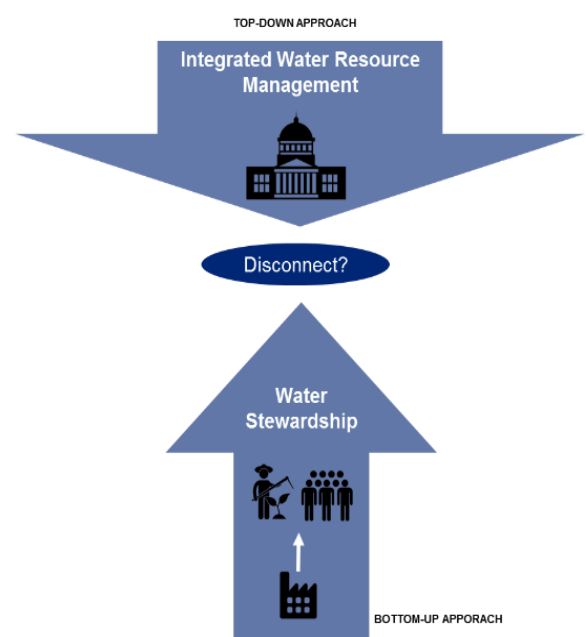 TOP-DOWN APPROACH
Integrated Water Resource
Management
Disconnect?
Water
Stewardship
BOTTOM-UP APPORACH